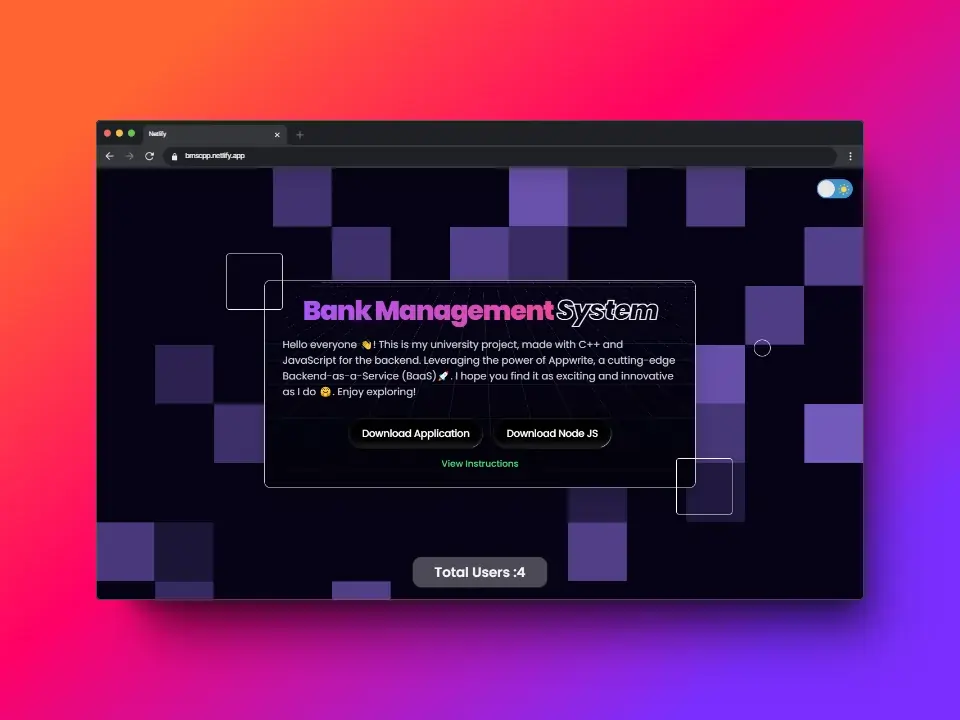 Netlify
bmscpp.netlify.app
Bank Management System
Hello everyone 👋! This is my university project, made with C++ and
JavaScript for the backend. Leveraging the power of Appwrite, a cutting-edge
Backend-as-a-Service (BaaS)🚀. I hope you find it as exciting and innovative
as I do 🤗. Enjoy exploring!
Download Application
Download Node JS
View Instructions
Total Users :4